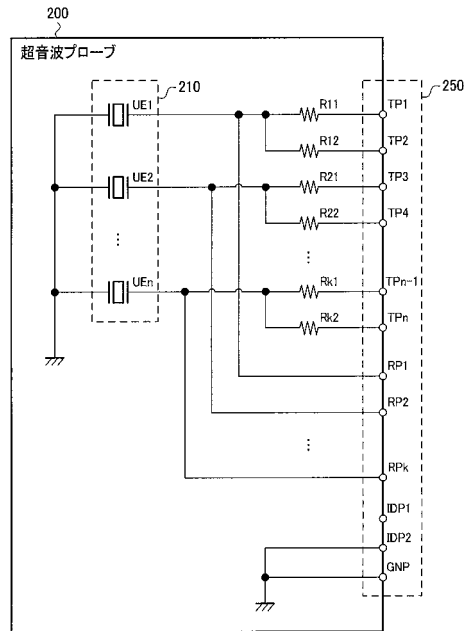 200
超音波プローブ
210
250
UE1
R11
TP1
R12
TP2
UE2
R21
TP3
R22
TP4
UEn
Rk1
TPn-1
Rk2
TPn
RP1
RP2
RPk
IDP1
IDP2
GNP